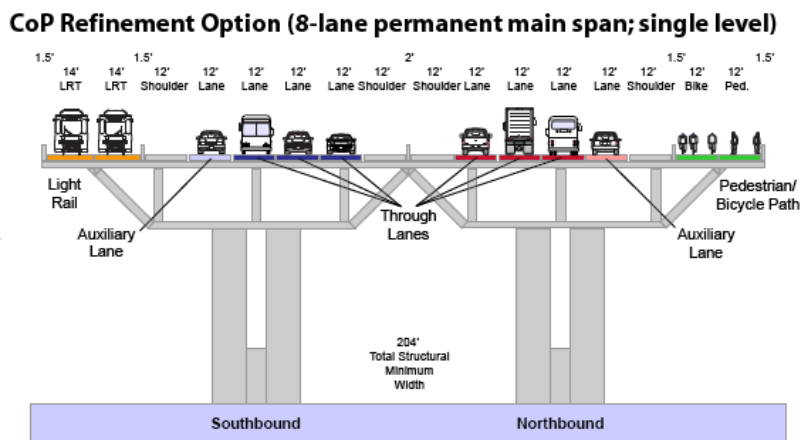 CoP Refinement Option (8-lane permanent main span; single level)
1.5' 1.5' 2' 1.5' 1.5'
14' 14' 12' 12' 12' 12' 12' 12' 12' 12' 12' 12' 12' 12' 12' 12'
LRT LRT Shoulder Lane Lane Lane Lane Shoulder Shoulder Lane Lane Lane Lane Shoulder Bike Ped.
Light
Rail
Auxiliary
Lane
Through
Lanes
Auxiliary
Lane
Pedestrian/
Bicycle Path
204'
Total Structural
Minimum
Width
Southbound Northbound